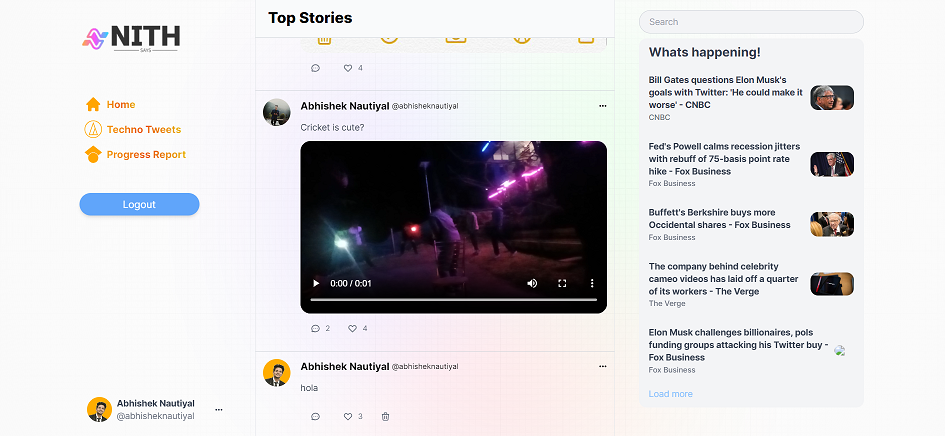 NITH
SAYS
Home
Techno Tweets
Progress Report
Logout
Abhishek Nautiyal
@abhisheknautiyal
Top Stories
4
Abhishek Nautiyal @abhisheknautiyal
Cricket is cute?
0:00 / 0:01
2 4
Abhishek Nautiyal @abhisheknautiyal
hola
3
Search
Whats happening!
Bill Gates questions Elon Musk's
goals with Twitter: 'He could make it
worse' - CNBC
CNBC
Fed's Powell calms recession jitters
with rebuff of 75-basis point rate
hike - Fox Business
Fox Business
Buffett's Berkshire buys more
Occidental shares - Fox Business
Fox Business
The company behind celebrity
cameo videos has laid off a quarter
of its workers - The Verge
The Verge
Elon Musk challenges billionaires, pols
funding groups attacking his Twitter buy -
Fox Business
Fox Business
Load more